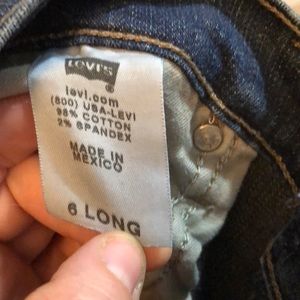 LEVI'S
levi.com
(800) USA-LEVI
98% COTTON
2% SPANDEX
MADE IN
MEXICO
6 LONG